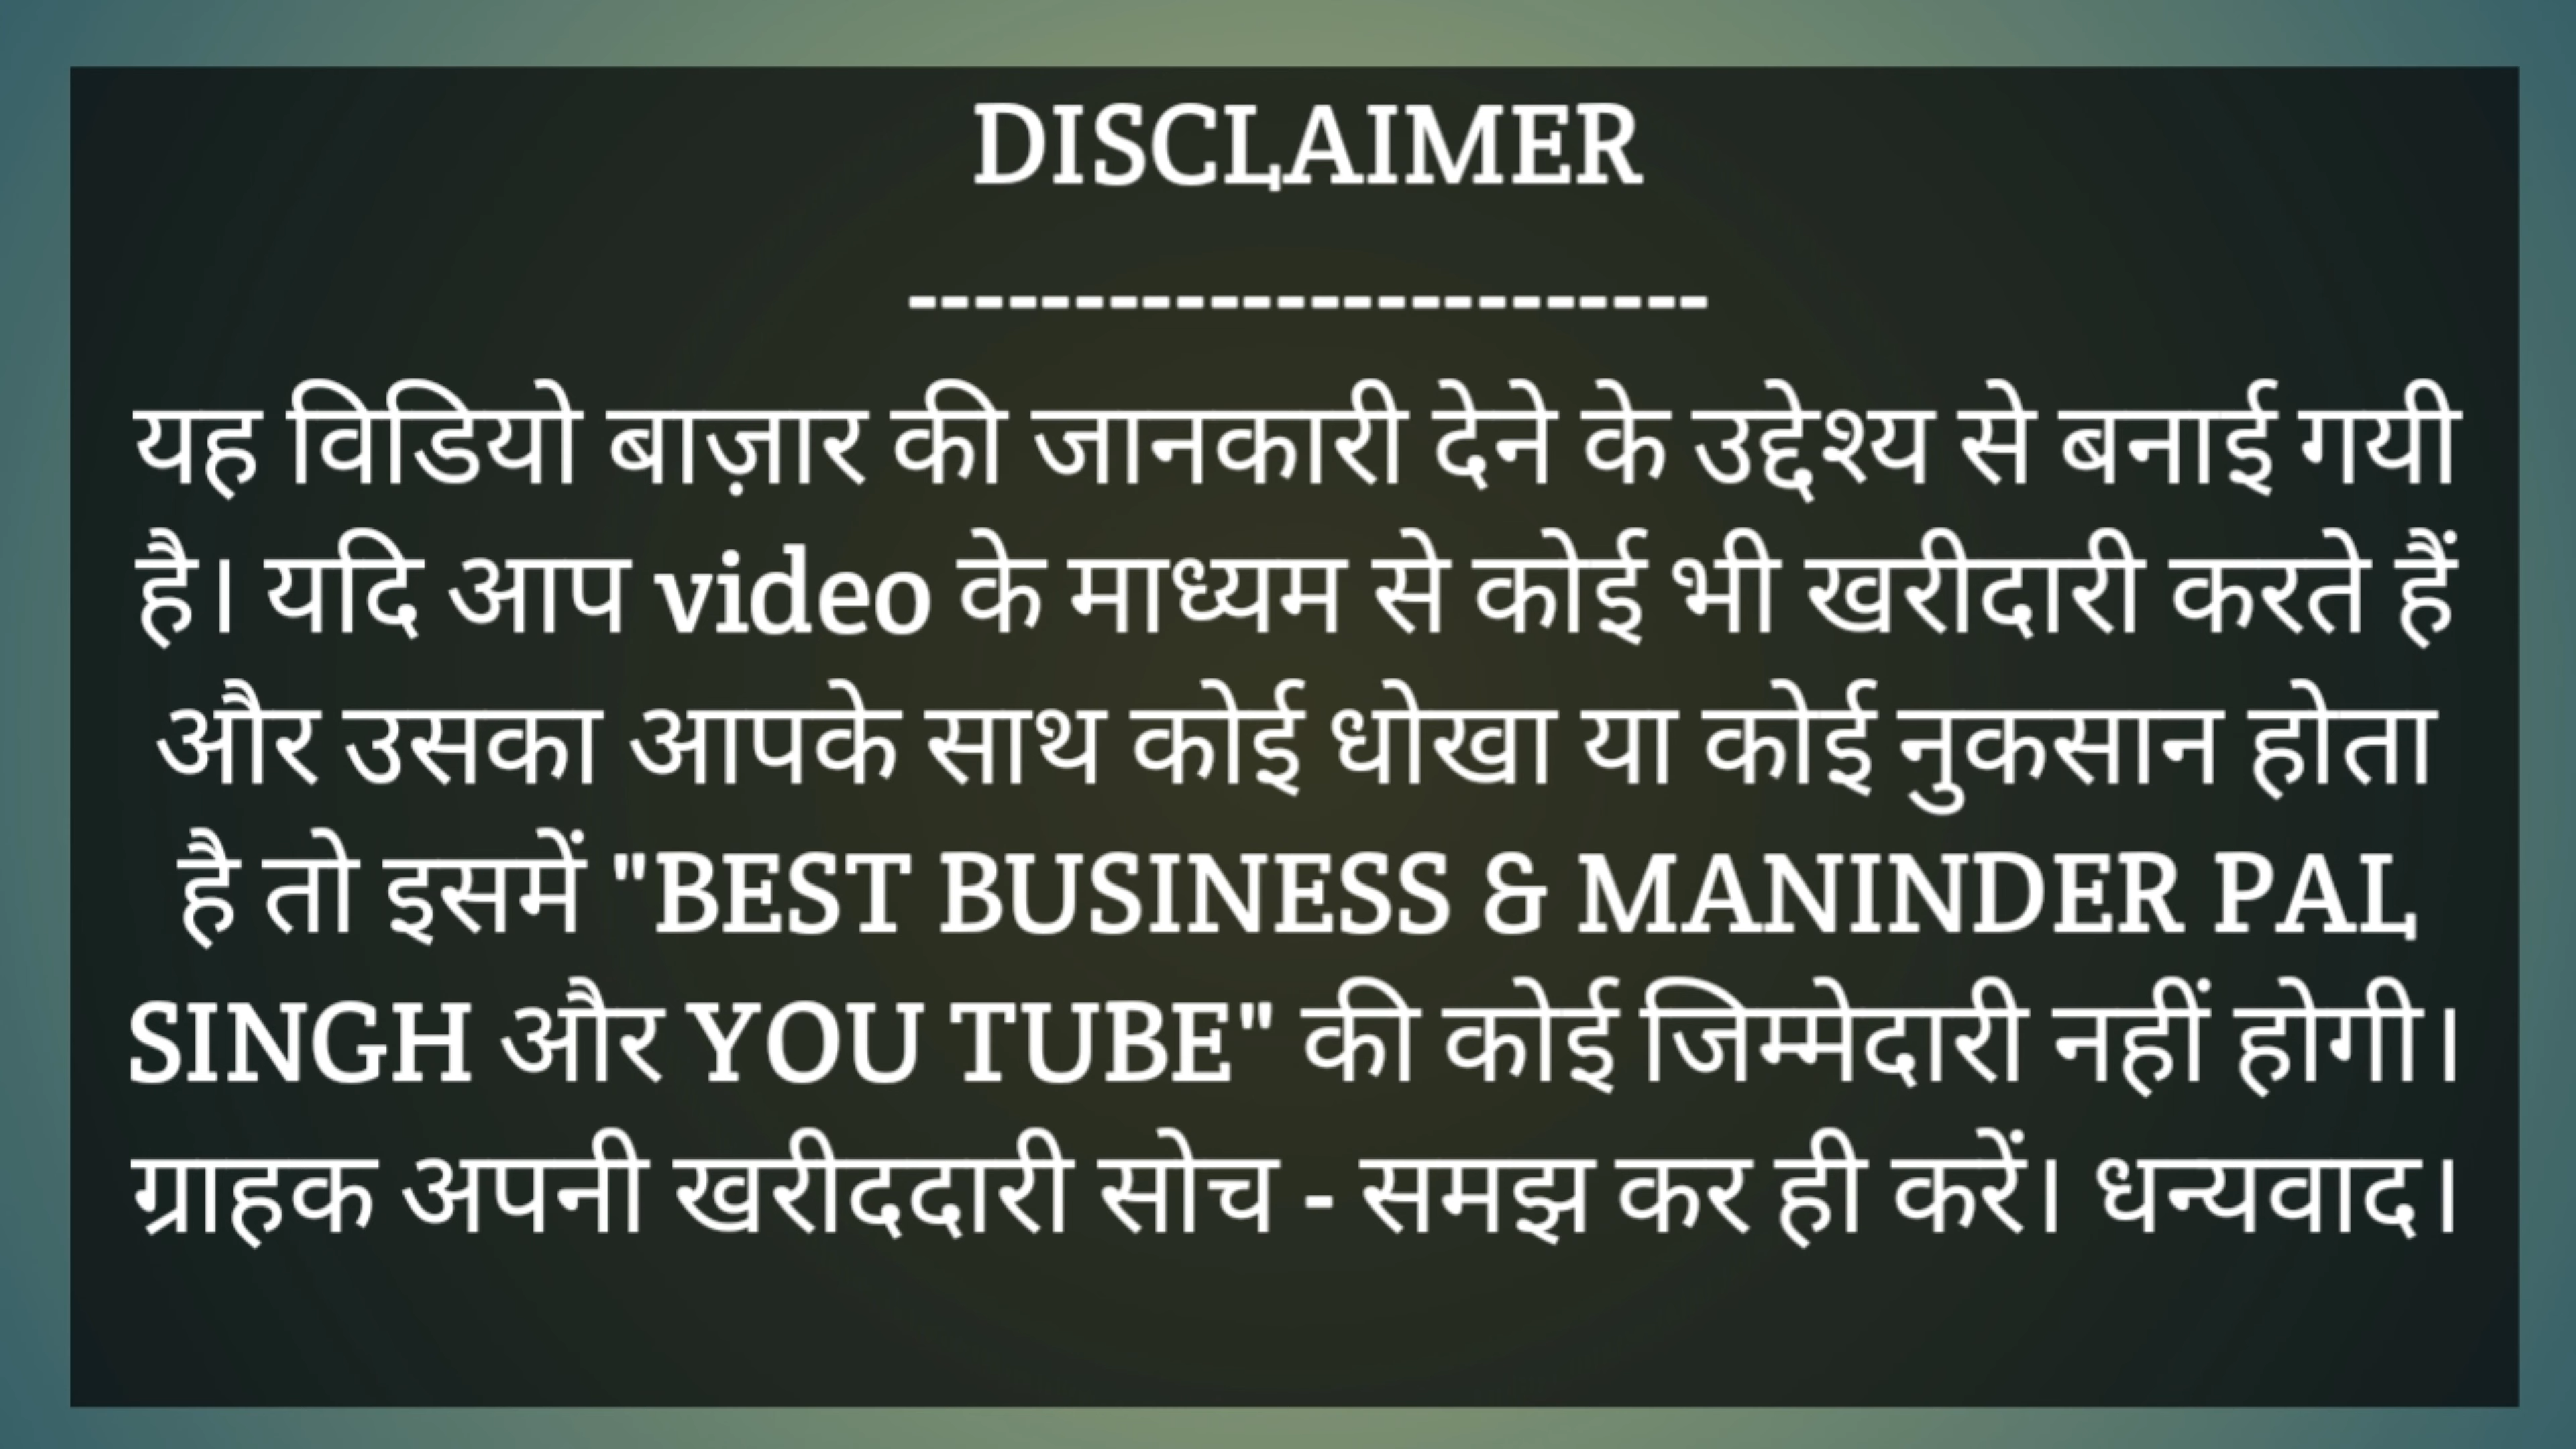 DISCLAIMER
------------------------
यह विडियो बाज़ार की जानकारी देने के उद्देश्य से बनाई गयी
है। यदि आप video के माध्यम से कोई भी खरीदारी करते हैं
और उसका आपके साथ कोई धोखा या कोई नुकसान होता
है तो इसमें "BEST BUSINESS & MANINDER PAL
SINGH और YOU TUBE" की कोई जिम्मेदारी नहीं होगी।
ग्राहक अपनी खरीददारी सोच - समझ कर ही करें। धन्यवाद।